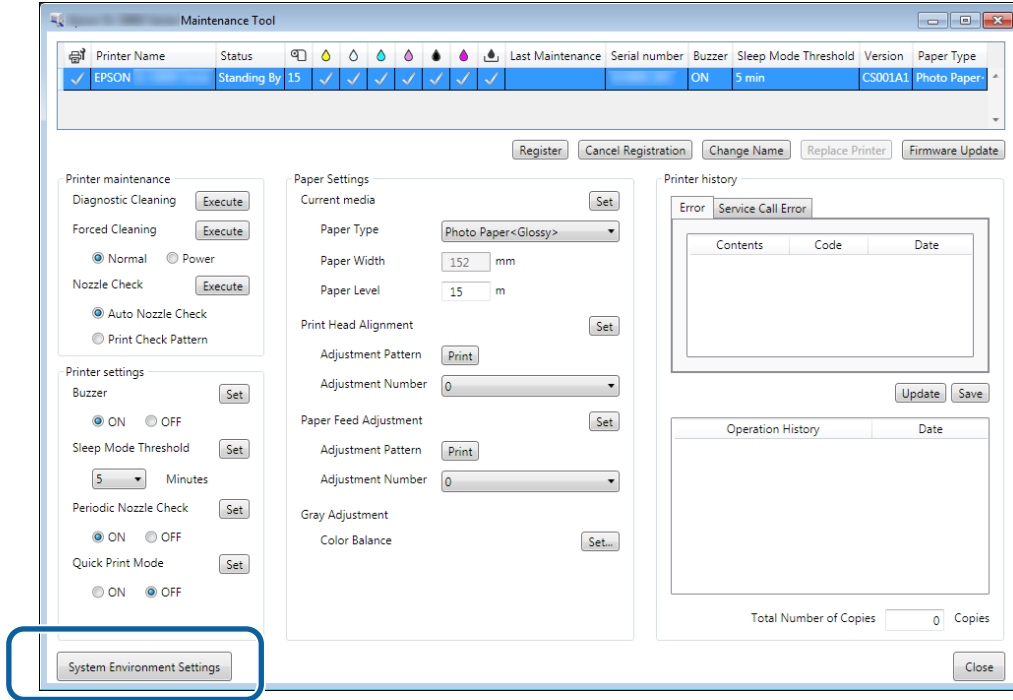 Maintenance Tool
Printer Name Status Last Maintenance Serial number Buzzer Sleep Mode Threshold Version Paper Type
EPSON Standing By 15 ON 5 min CS001A1 Photo Paper-
Register Cancel Registration Change Name Replace Printer Firmware Update
Printer maintenance
Diagnostic Cleaning Execute
Forced Cleaning Execute
Normal Power
Nozzle Check Execute
Auto Nozzle Check
Print Check Pattern
Printer settings
Buzzer Set
ON OFF
Sleep Mode Threshold Set
5 Minutes
Periodic Nozzle Check Set
ON OFF
Quick Print Mode Set
ON OFF
Paper Settings
Current media Set
Paper Type Photo Paper<Glossy>
Paper Width 152 mm
Paper Level 15 m
Print Head Alignment Set
Adjustment Pattern Print
Adjustment Number 0
Paper Feed Adjustment Set
Adjustment Pattern Print
Adjustment Number 0
Gray Adjustment
Color Balance Set...
Printer history
Error Service Call Error
Contents Code Date
Update Save
Operation History Date
Total Number of Copies 0 Copies
System Environment Settings Close